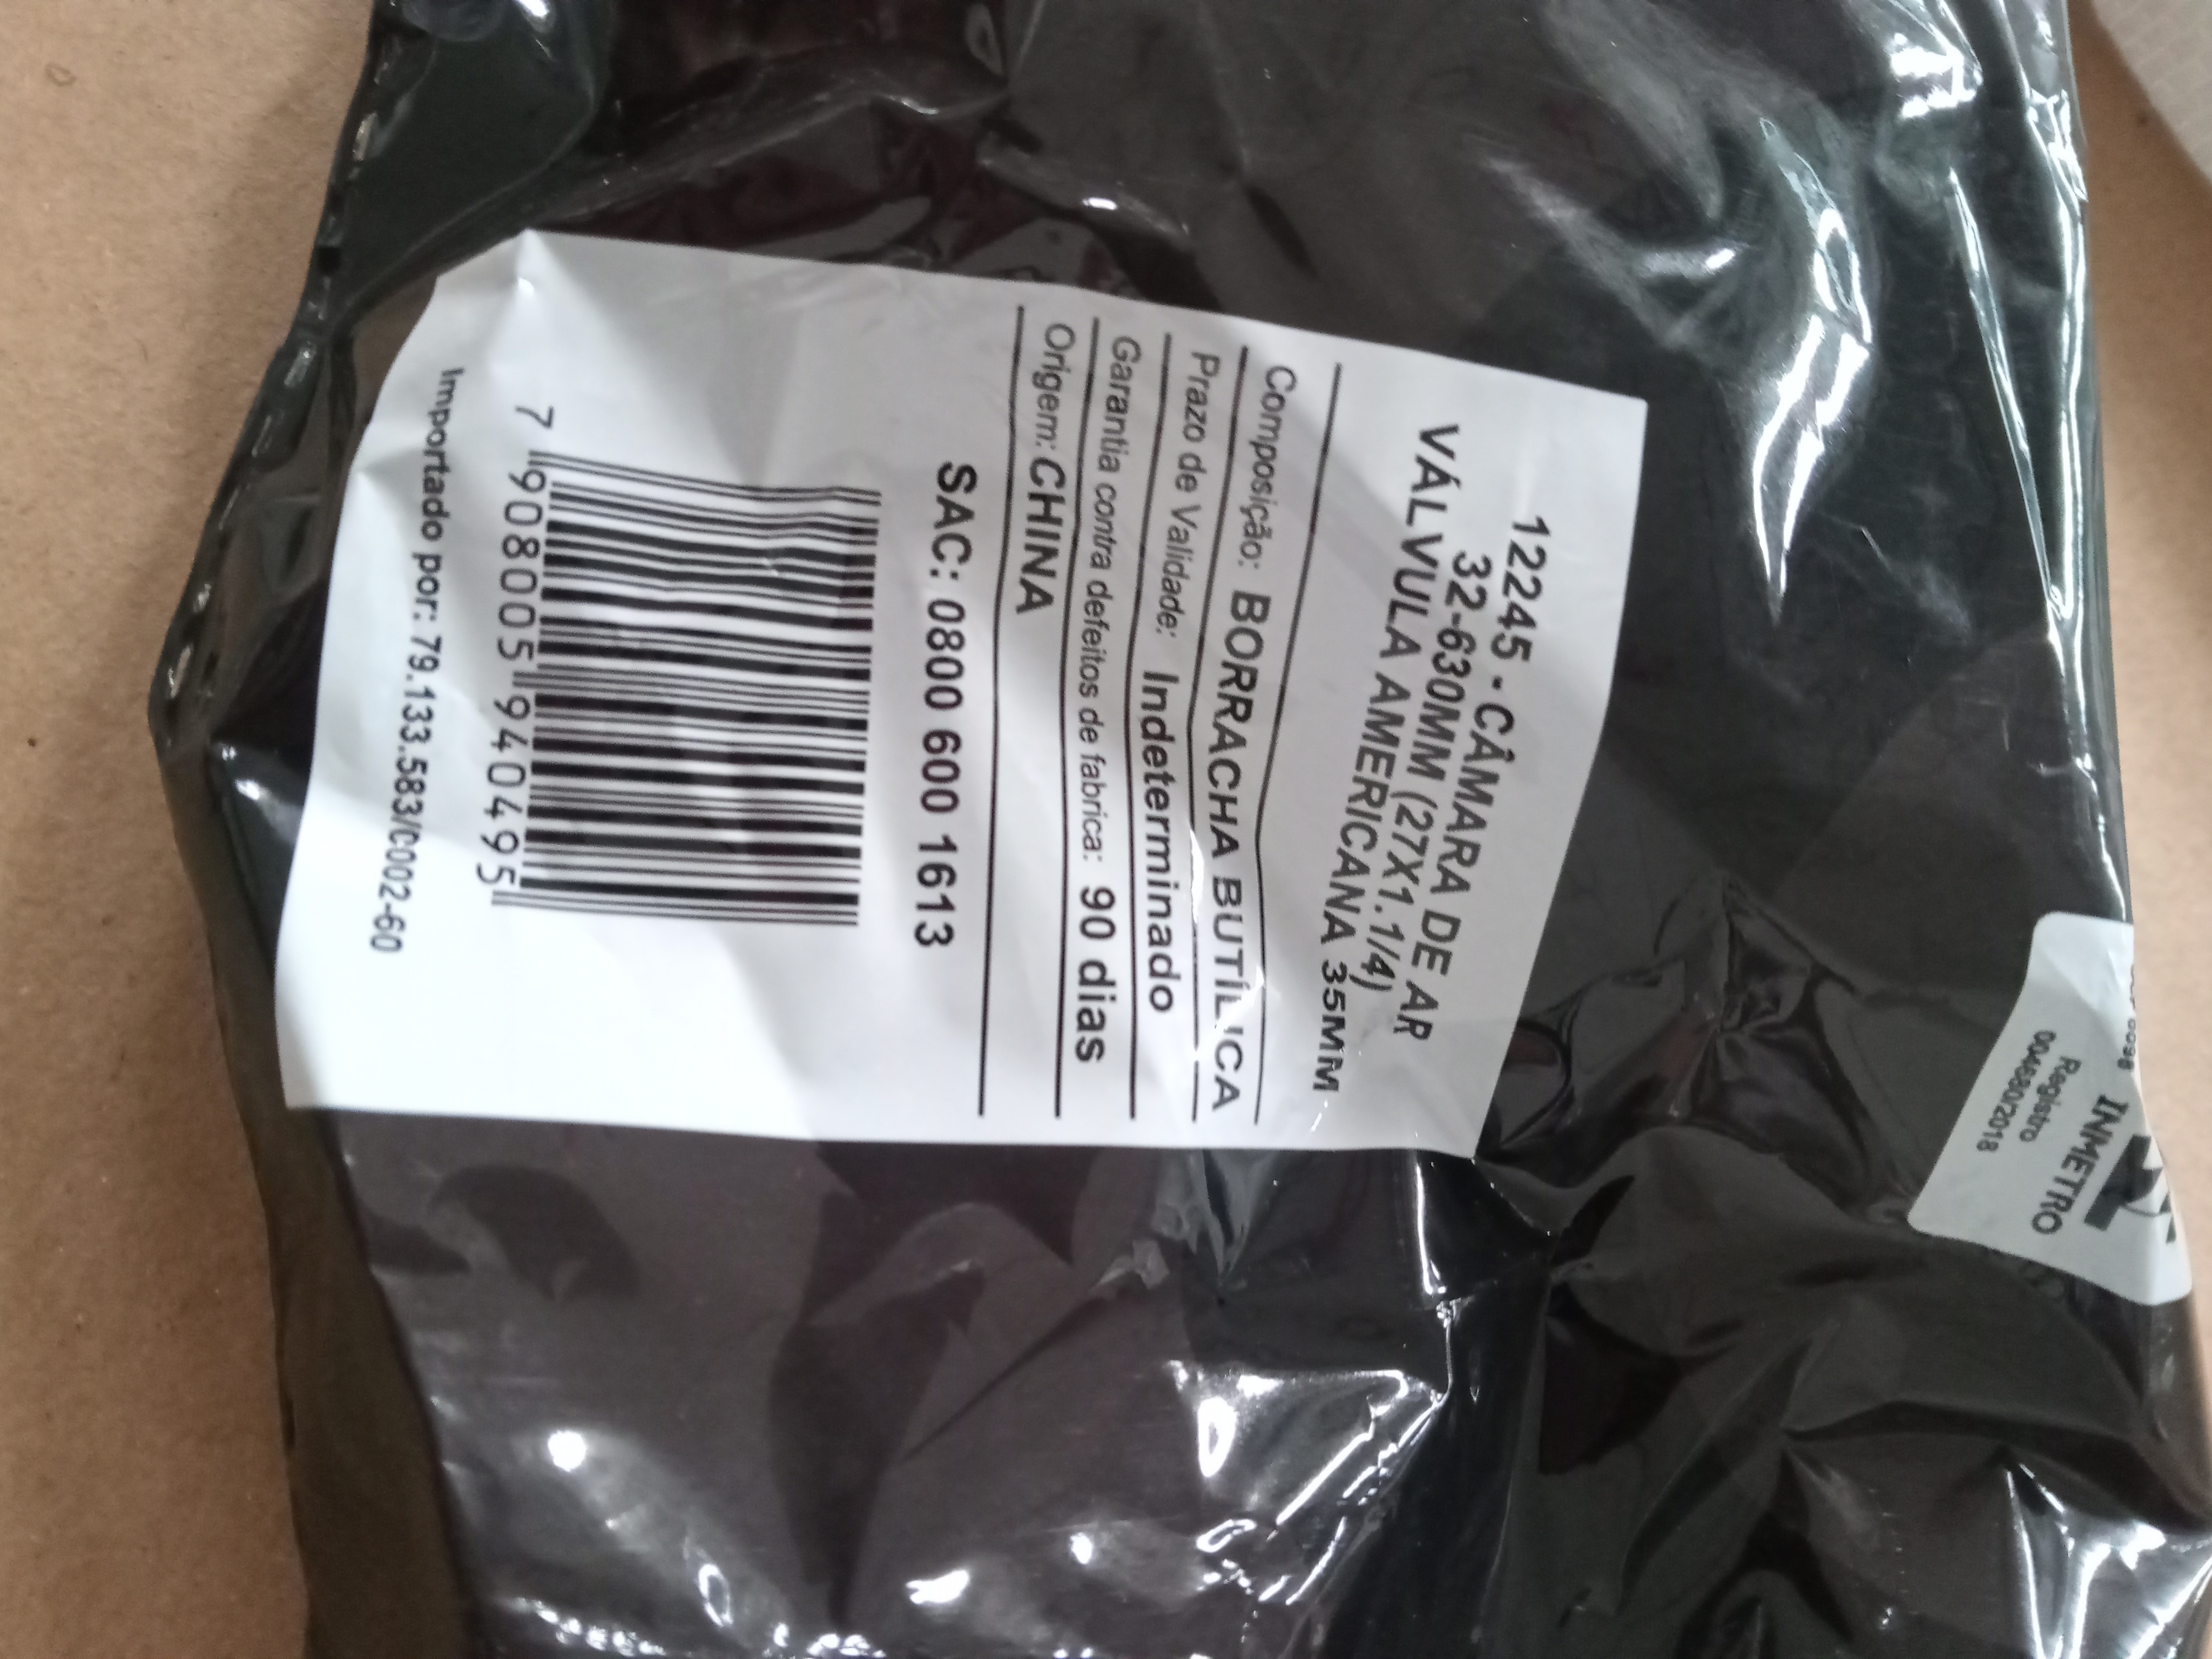 12245 - CÂMARA DE AR
32-630MM (27X1.1/4)
VÁLVULA AMERICANA 35MM
Composição: BORRACHA BUTÍLICA
Prazo de Validade: Indeterminado
Garantia contra defeitos de fabrica: 90 dias
Origem: CHINA
SAC: 0800 600 1613
7 908005 940495
Importado por: 79.133.583/0002-60
INMETRO
Registro
004680/2018